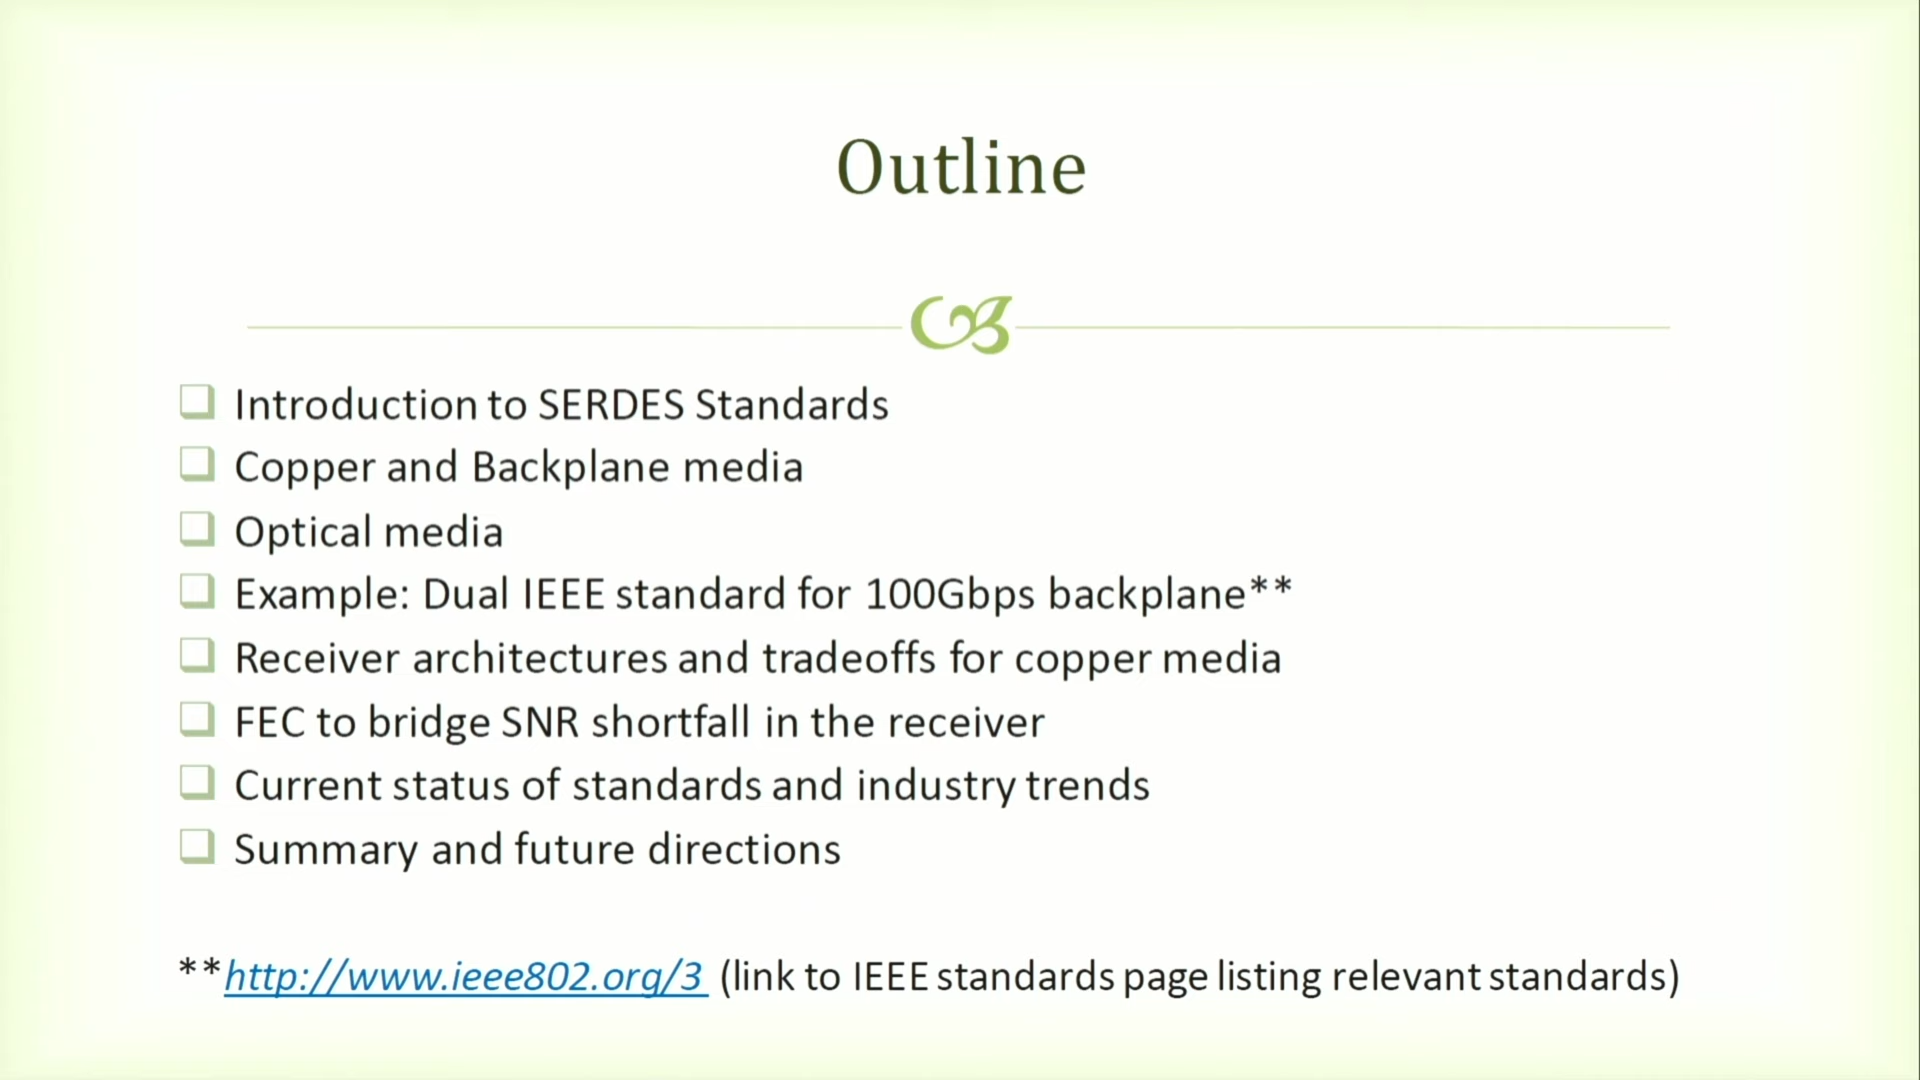 Outline
Introduction to SERDES Standards
Copper and Backplane media
Optical media
Example: Dual IEEE standard for 100Gbps backplane**
Receiver architectures and tradeoffs for copper media
FEC to bridge SNR shortfall in the receiver
Current status of standards and industry trends
Summary and future directions
**http://www.ieee802.org/3 (link to IEEE standards page listing relevant standards)